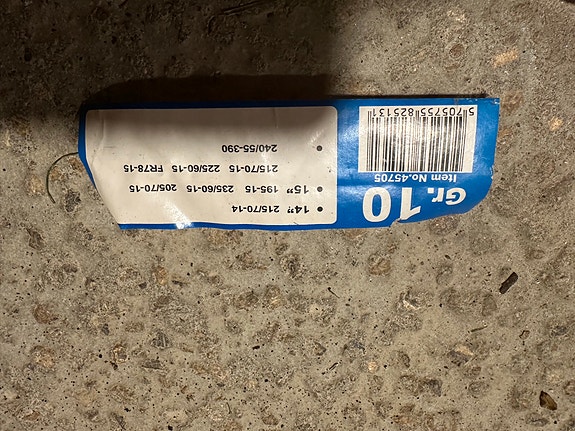 Gr.10
Item No.45705
5705755 825131
• 14" 215/70-14
• 15" 195-15 235/60-15 205/70-15
215/70-15 225/60-15 FR78-15
• 240/55-390